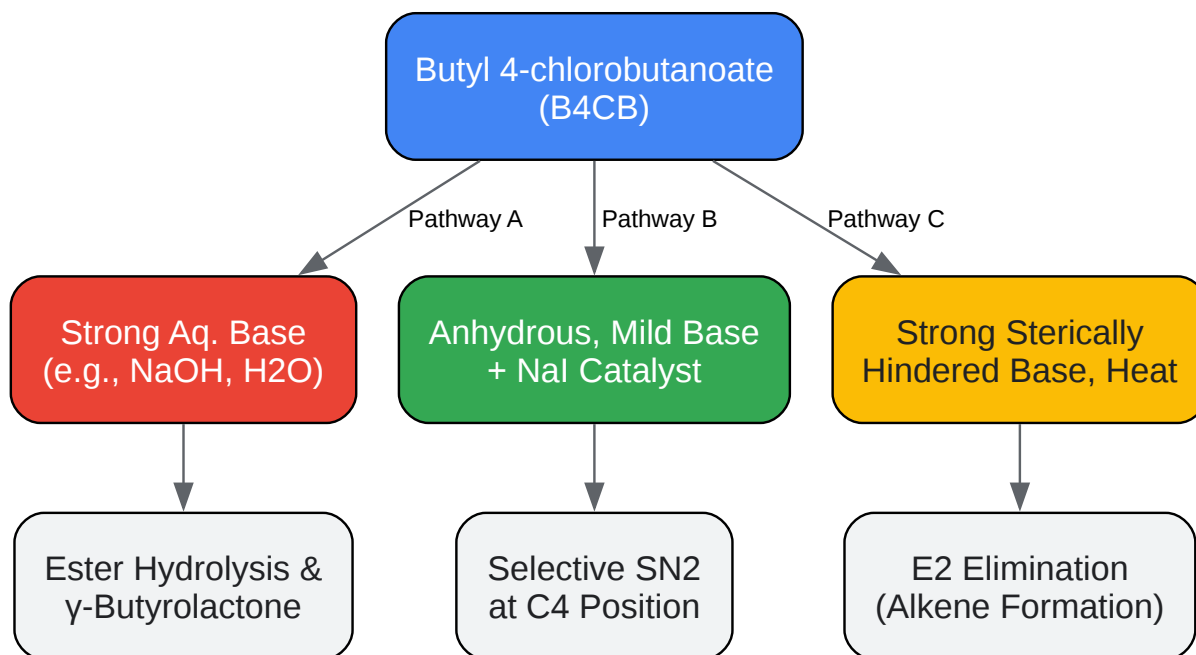 Butyl 4-chlorobutanoate
(B4CB)
Pathway A
Pathway B
Pathway C
Strong Aq. Base
(e.g., NaOH, H2O)
Anhydrous, Mild Base
+ NaI Catalyst
Strong Sterically
Hindered Base, Heat
Ester Hydrolysis &
γ-Butyrolactone
Selective SN2
at C4 Position
E2 Elimination
(Alkene Formation)